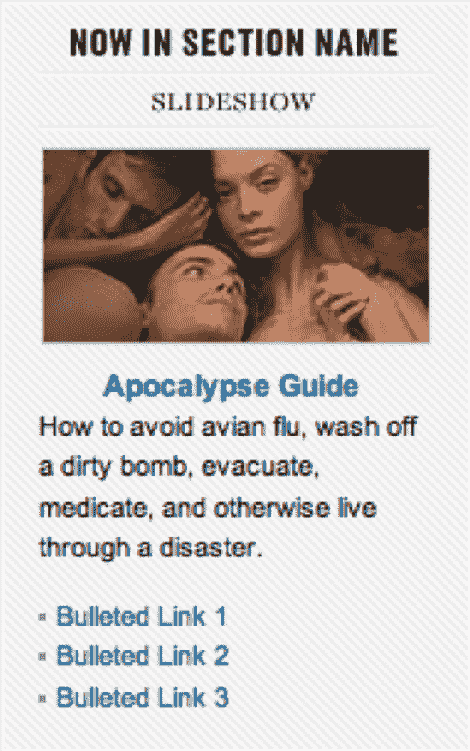 NOW IN SECTION NAME
SLIDESHOW
Apocalypse Guide
How to avoid avian flu, wash off
a dirty bomb, evacuate,
medicate, and otherwise live
through a disaster.
Bulleted Link 1
Bulleted Link 2
Bulleted Link 3